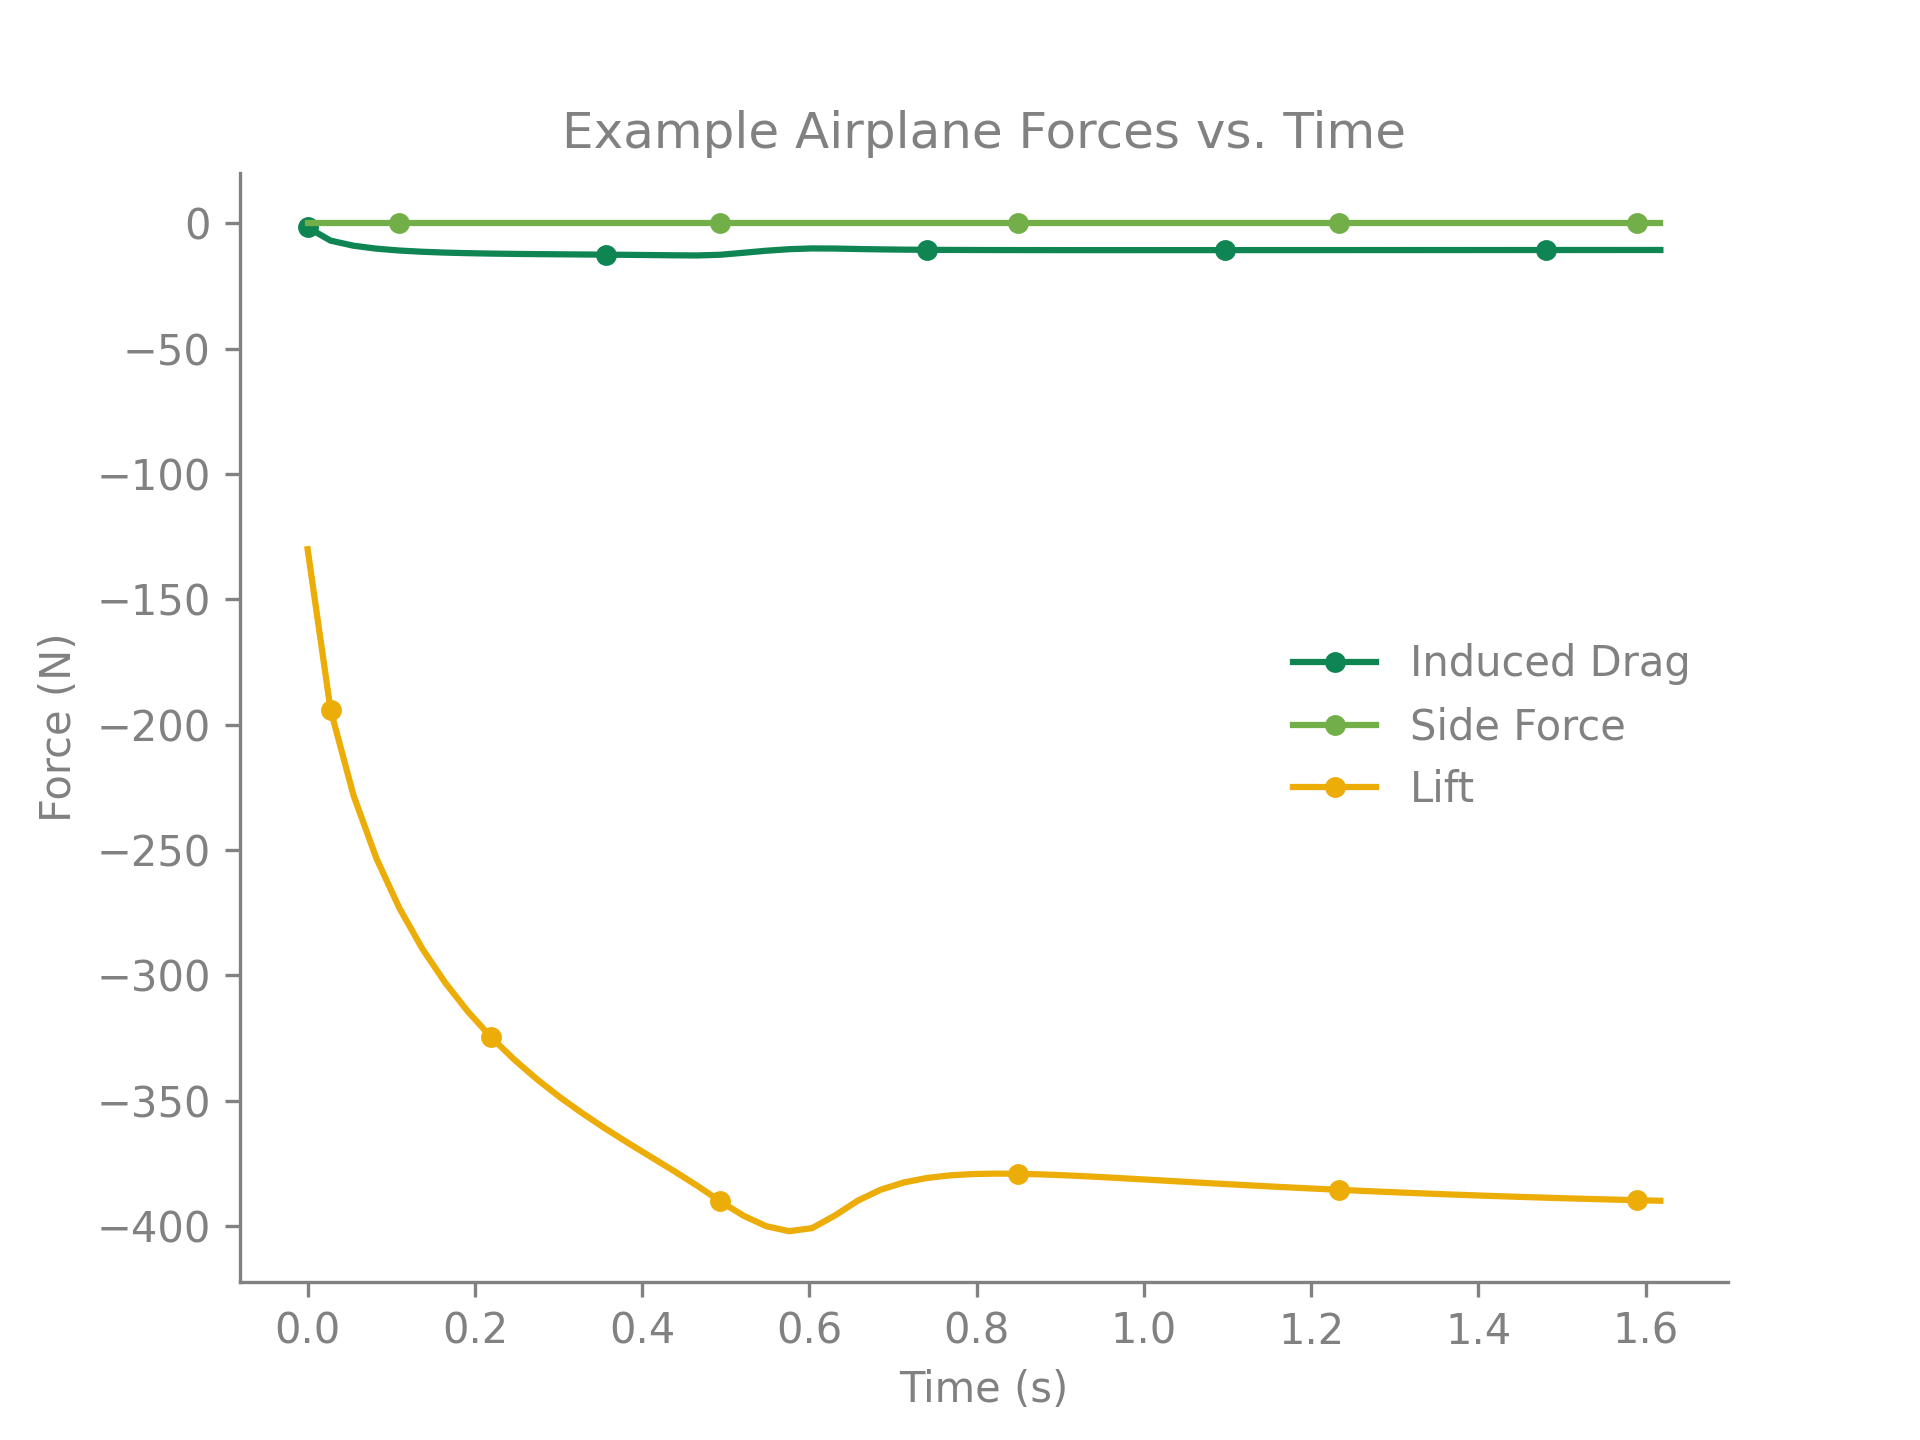 Example Airplane Forces vs. Time
0
−50
−100
−150
−200
−250
−300
−350
−400
Force (N)
Induced Drag
Side Force
Lift
0.0 0.2 0.4 0.6 0.8 1.0 1.2 1.4 1.6
Time (s)